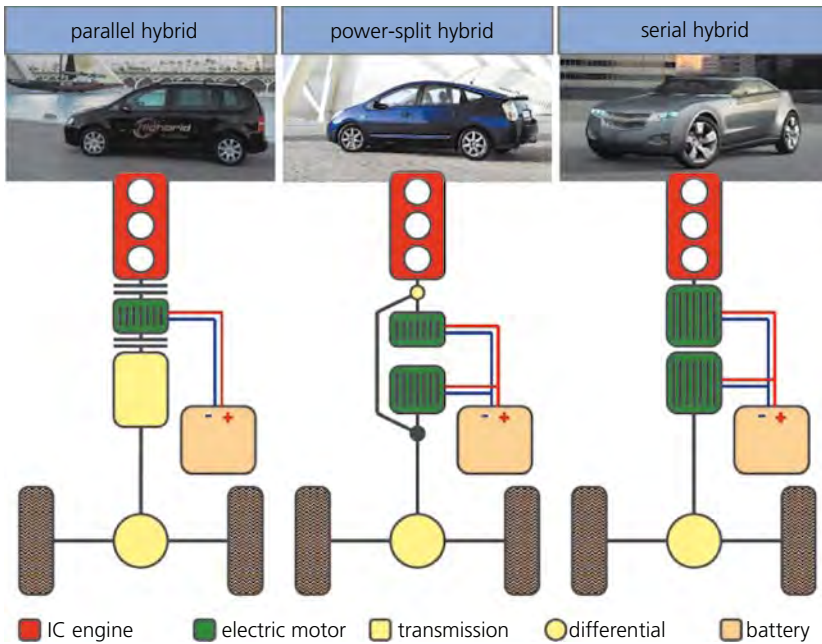 parallel hybrid
power-split hybrid
serial hybrid
- +
- +
- +
IC engine
electric motor
transmission
differential
battery